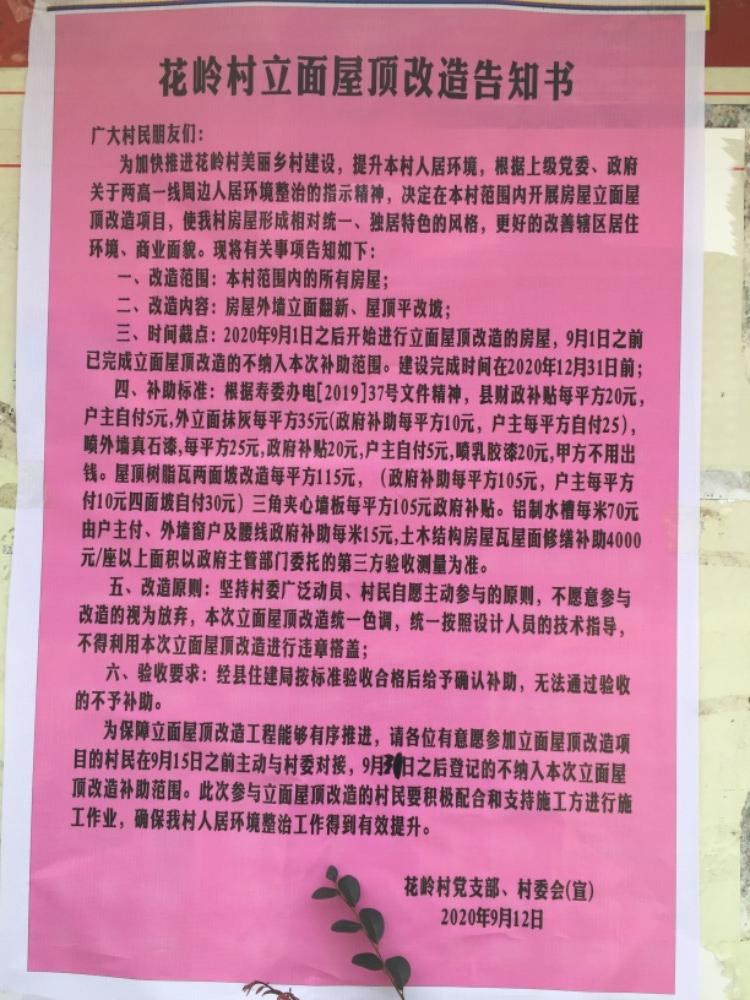 花岭村立面屋顶改造告知书
广大村民朋友们：
为加快推进花岭村美丽乡村建设，提升本村人居环境，根据上级党委、政府
关于两高一线周边人居环境整治的指示精神，决定在本村范围内开展房屋立面屋
顶改造项目，使我村房屋形成相对统一、独居特色的风格，更好的改善辖区居住
环境、商业面貌。现将有关事项告知如下：
一、改造范围：本村范围内的所有房屋；
二、改造内容：房屋外墙立面翻新、屋顶平改坡；
三、时间截点：2020年9月1日之后开始进行立面屋顶改造的房屋，9月1日之前
已完成立面屋顶改造的不纳入本次补助范围。建设完成时间在2020年12月31日前；
四、补助标准：根据寿委办电[2019]37号文件精神，县财政补贴每平方20元，
户主自付5元,外立面抹灰每平方35元(政府补助每平方10元，户主每平方自付25)，
喷外墙真石漆,每平方25元,政府补贴20元,户主自付5元,喷乳胶漆20元,甲方不用出
钱。屋顶树脂瓦两面坡改造每平方115元，（政府补助每平方105元，户主每平方
付10元四面坡自付30元）三角夹心墙板每平方105元政府补贴。铝制水槽每米70元
由户主付、外墙窗户及腰线政府补助每米15元,土木结构房屋瓦屋面修缮补助4000
元/座以上面积以政府主管部门委托的第三方验收测量为准。
五、改造原则：坚持村委广泛动员、村民自愿主动参与的原则，不愿意参与
改造的视为放弃，本次立面屋顶改造统一色调，统一按照设计人员的技术指导，
不得利用本次立面屋顶改造进行违章搭盖；
六、验收要求：经县住建局按标准验收合格后给予确认补助，无法通过验收
的不予补助。
为保障立面屋顶改造工程能够有序推进，请各位有意愿参加立面屋顶改造项
目的村民在9月15日之前主动与村委对接，9月日之后登记的不纳入本次立面屋
顶改造补助范围。此次参与立面屋顶改造的村民要积极配合和支持施工方进行施
工作业，确保我村人居环境整治工作得到有效提升。
花岭村党支部、村委会(宣)
2020年9月12日